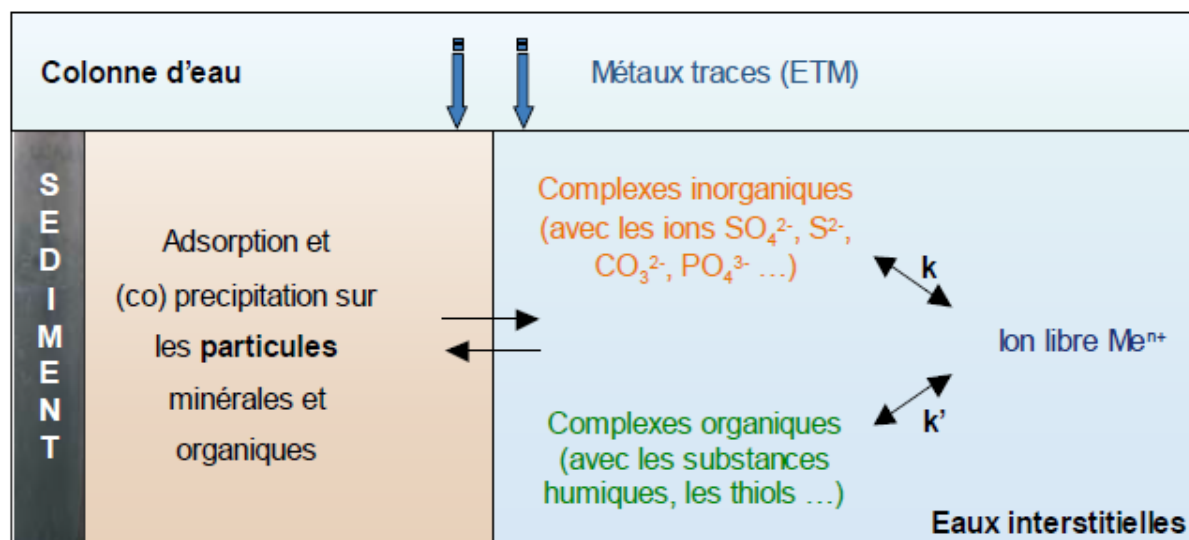 Colonne d'eau
Métaux traces (ETM)
SEDIMENT
Adsorption et
(co) precipitation sur
les particules
minérales et
organiques
Complexes inorganiques
(avec les ions SO₄²⁻, S²⁻,
CO₃²⁻, PO₄³⁻ ...)
k
Ion libre Meⁿ⁺
k'
Complexes organiques
(avec les substances
humiques, les thiols ...)
Eaux interstitielles